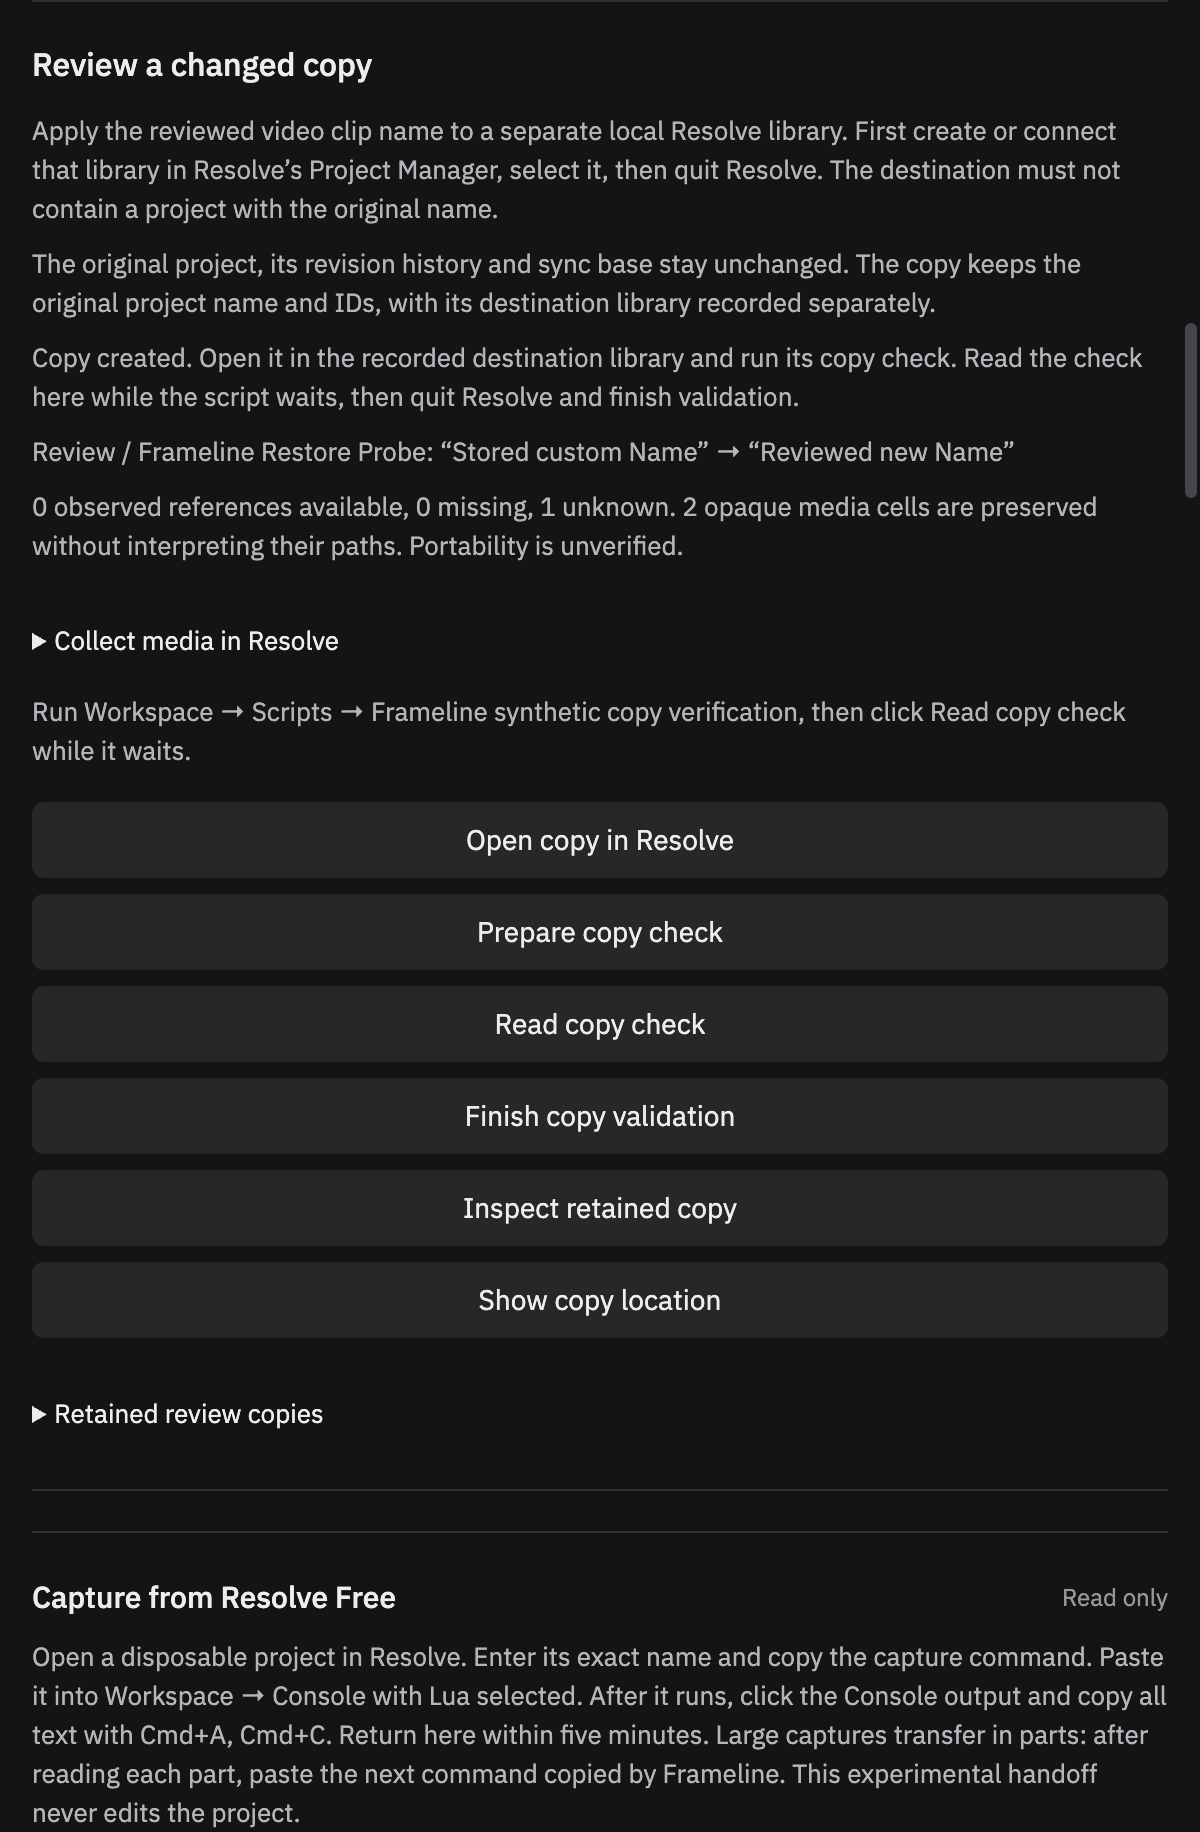 Review a changed copy
Apply the reviewed video clip name to a separate local Resolve library. First create or connect
that library in Resolve’s Project Manager, select it, then quit Resolve. The destination must not
contain a project with the original name.
The original project, its revision history and sync base stay unchanged. The copy keeps the
original project name and IDs, with its destination library recorded separately.
Copy created. Open it in the recorded destination library and run its copy check. Read the check
here while the script waits, then quit Resolve and finish validation.
Review / Frameline Restore Probe: “Stored custom Name” → “Reviewed new Name”
0 observed references available, 0 missing, 1 unknown. 2 opaque media cells are preserved
without interpreting their paths. Portability is unverified.
▶ Collect media in Resolve
Run Workspace → Scripts → Frameline synthetic copy verification, then click Read copy check
while it waits.
Open copy in Resolve
Prepare copy check
Read copy check
Finish copy validation
Inspect retained copy
Show copy location
▶ Retained review copies
Capture from Resolve Free
Read only
Open a disposable project in Resolve. Enter its exact name and copy the capture command. Paste
it into Workspace → Console with Lua selected. After it runs, click the Console output and copy all
text with Cmd+A, Cmd+C. Return here within five minutes. Large captures transfer in parts: after
reading each part, paste the next command copied by Frameline. This experimental handoff
never edits the project.